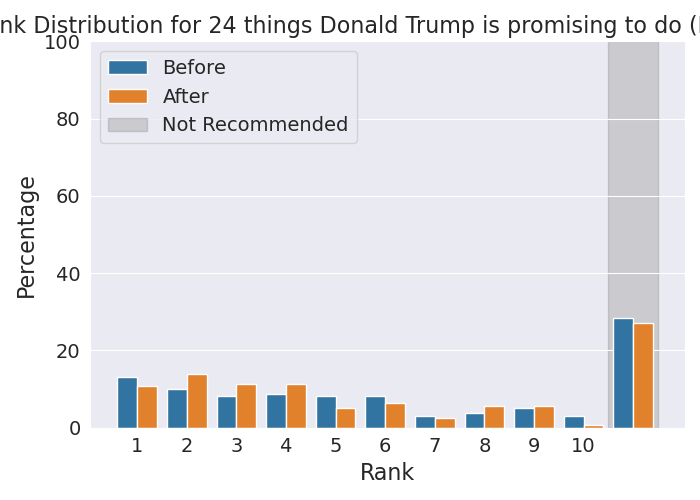 nk Distribution for 24 things Donald Trump is promising to do (
100
80
60
40
20
0
Percentage
Before
After
Not Recommended
1 2 3 4 5 6 7 8 9 10
Rank